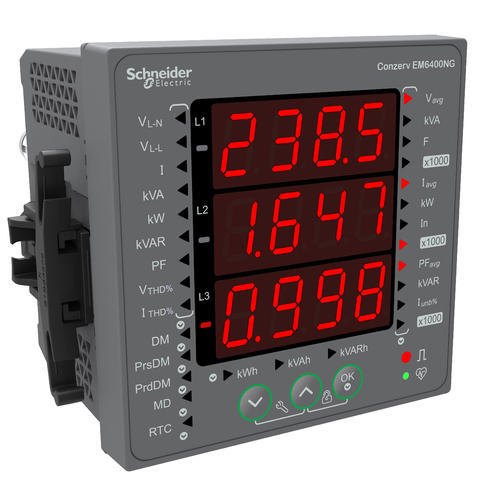 Schneider
Electric
Conzerv EM6400NG
VL-N
VL-L
I
kVA
kW
kVAR
PF
VTHD%
ITHD%
DM
PrsDM
PrdDM
MD
RTC
L1
238.5
L2
1.647
L3
0.998
Vavg
kVA
F
x1000
Iavg
kW
In
x1000
PFavg
kVAR
Iunb%
x1000
kWh
kVAh
kVARh
OK